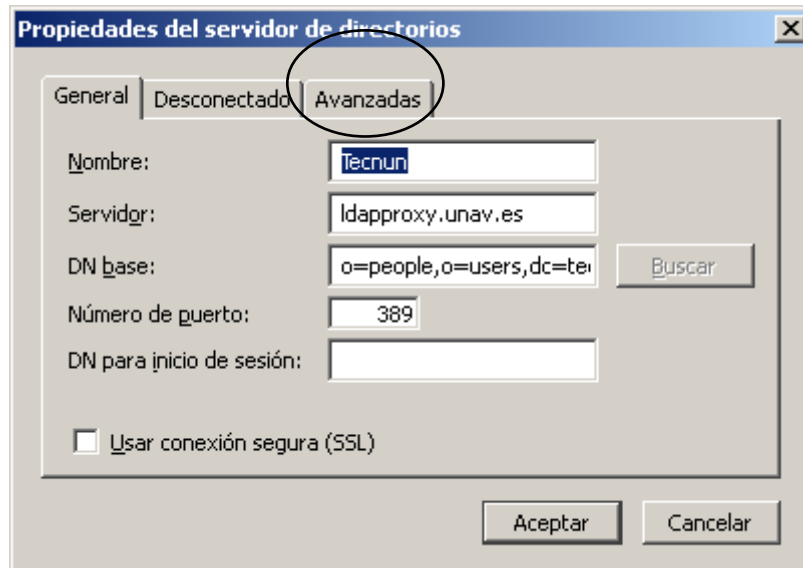 Propiedades del servidor de directorios
General Desconectado Avanzadas
Nombre: Tecnun
Servidor: ldapproxy.unav.es
DN base: o=people,o=users,dc=te Buscar
Número de puerto: 389
DN para inicio de sesión:
Usar conexión segura (SSL)
Aceptar Cancelar